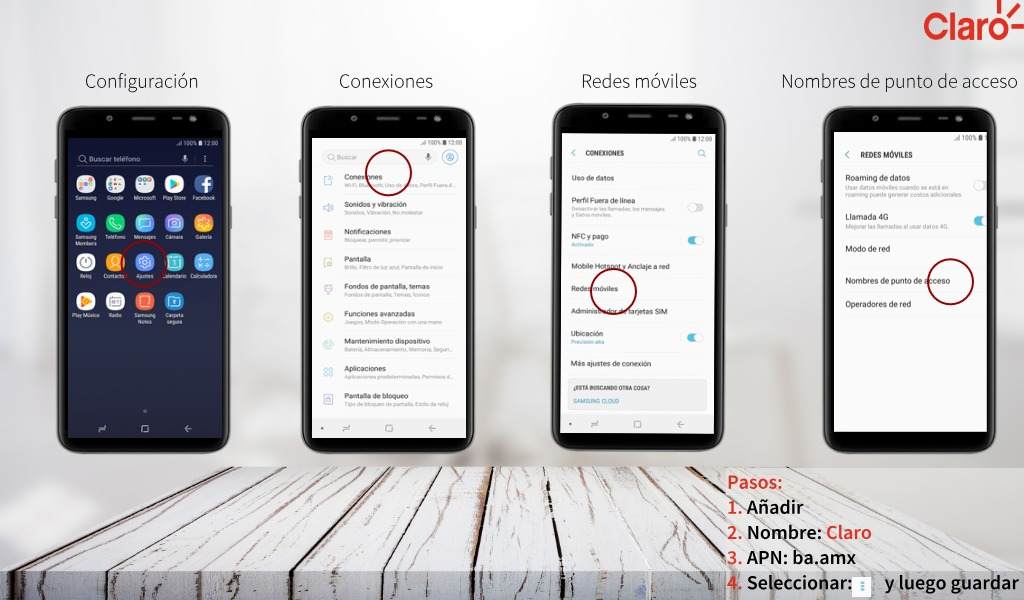 Claro
Configuración
Conexiones
Redes móviles
Nombres de punto de acceso
100% 12:00
Buscar teléfono
Samsung Google Microsoft Play Store Facebook
Samsung Members Teléfono Mensajes Cámara Galería
Reloj Contacto Ajustes Calendario Calculadora
Play Música Radio Samsung Notes Carpeta segura
100% 12:00
Buscar
Conexiones
Wi-Fi, Bluetooth, Uso de datos, Perfil Fuera d...
Sonidos y vibración
Sonidos, Vibración, No molestar
Notificaciones
Bloquear, permitir, priorizar
Pantalla
Brillo, Filtro de luz azul, Pantalla de inicio
Fondos de pantalla, temas
Fondos de pantalla, Temas, Íconos
Funciones avanzadas
Juegos, Modo Operación con una mano
Mantenimiento dispositivo
Batería, Almacenamiento, Memoria, Seguri...
Aplicaciones
Aplicaciones predeterminadas, Permisos d...
Pantalla de bloqueo
Tipo de bloqueo de pantalla, Estilo de reloj
100% 12:00
CONEXIONES
Uso de datos
Perfil Fuera de línea
Desactivar las llamadas, los mensajes
y Datos móviles.
NFC y pago
Activado
Mobile Hotspot y Anclaje a red
Redes móviles
Administrador de tarjetas SIM
Ubicación
Precisión alta
Más ajustes de conexión
¿ESTÁ BUSCANDO OTRA COSA?
SAMSUNG CLOUD
100% 1
REDES MÓVILES
Roaming de datos
Usar datos móviles cuando se está en
roaming puede generar costos adicionales.
Llamada 4G
Mejorar las llamadas al usar datos 4G.
Modo de red
Nombres de punto de acceso
Operadores de red
Pasos:
1. Añadir
2. Nombre: Claro
3. APN: ba.amx
4. Seleccionar: y luego guardar